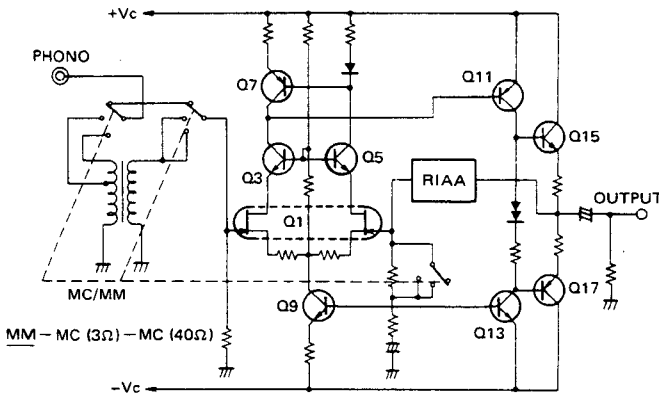 +Vc
PHONO
Q7
Q11
Q15
Q3
Q5
RIAA
OUTPUT
Q1
MC/MM
Q9
Q13
Q17
MM – MC (3Ω) – MC (40Ω)
-Vc